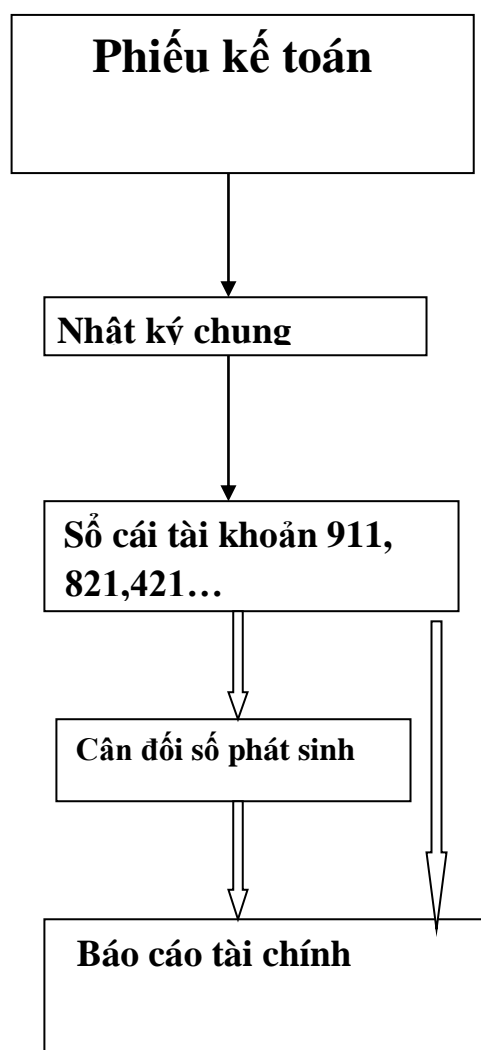 Phiếu kế toán
Nhât ký chung
Sổ cái tài khoản 911,
821,421…
Cân đối số phát sinh
Báo cáo tài chính